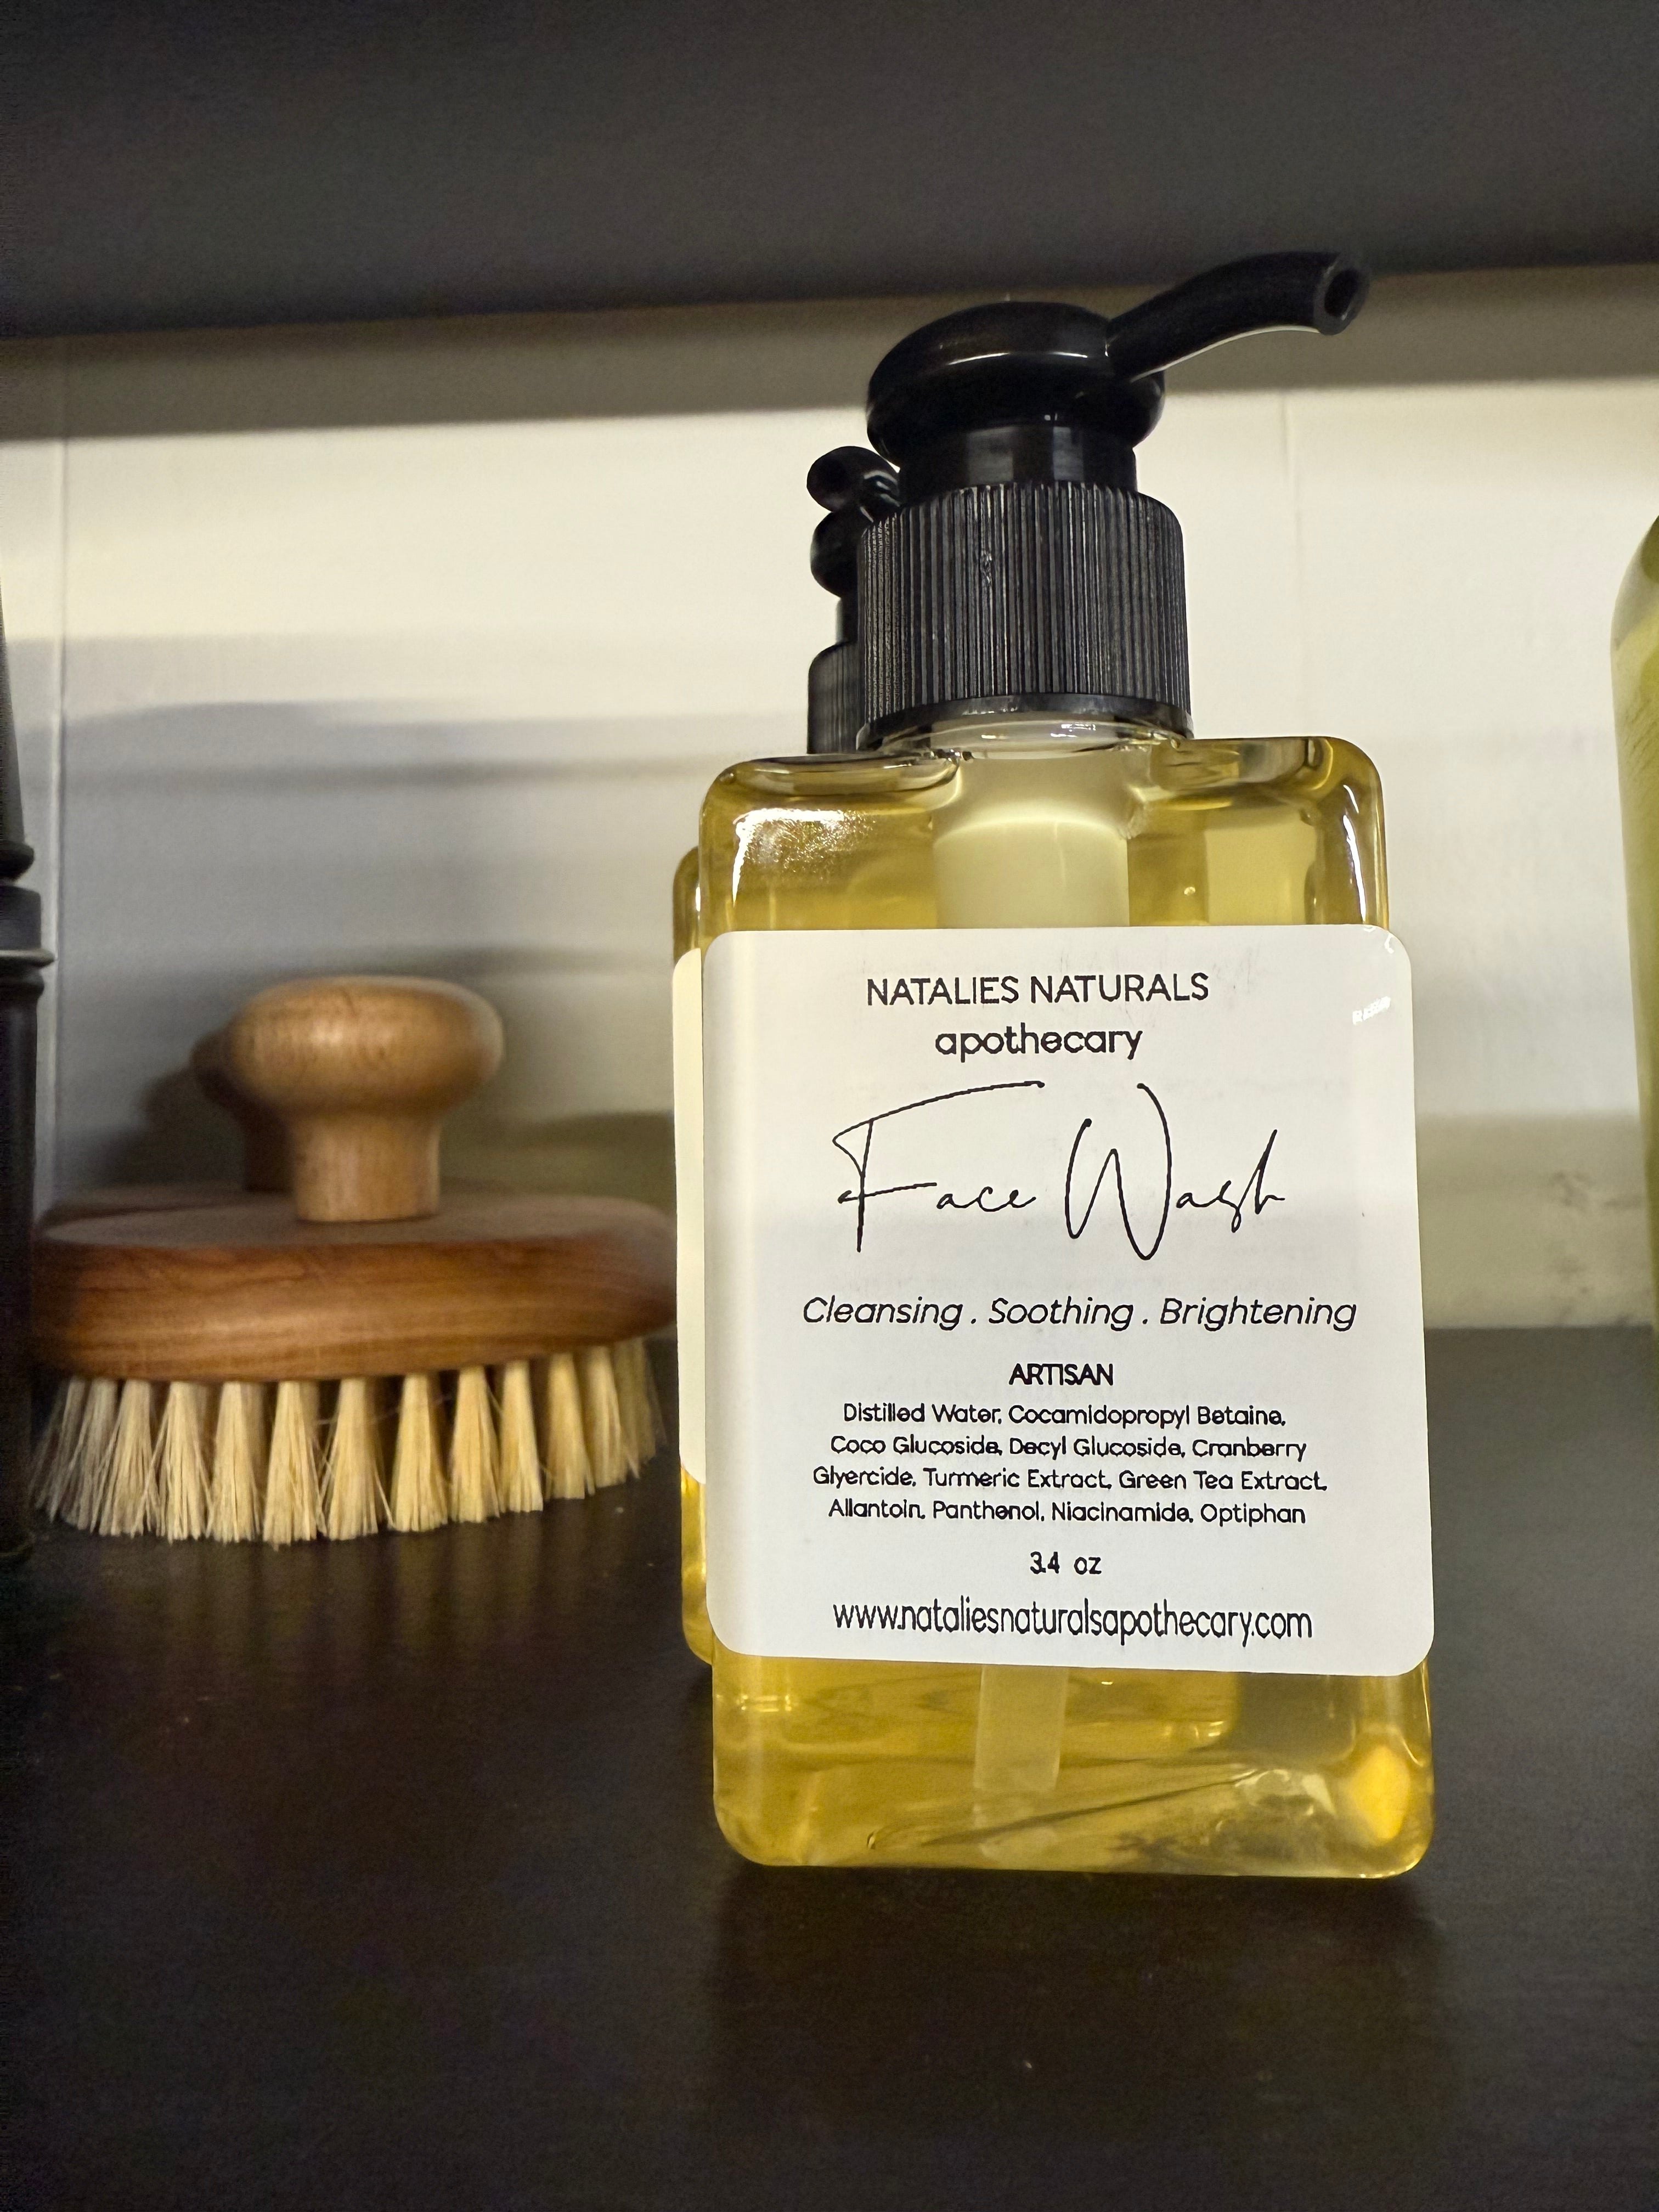 NATALIES NATURALS
apothecary
Face Wash
Cleansing . Soothing . Brightening
ARTISAN
Distilled Water, Cocamidopropyl Betaine,
Coco Glucoside, Decyl Glucoside, Cranberry
Glyercide, Turmeric Extract, Green Tea Extract,
Allantoin, Panthenol, Niacinamide, Optiphan
3.4 oz
www.nataliesnaturalsapothecary.com